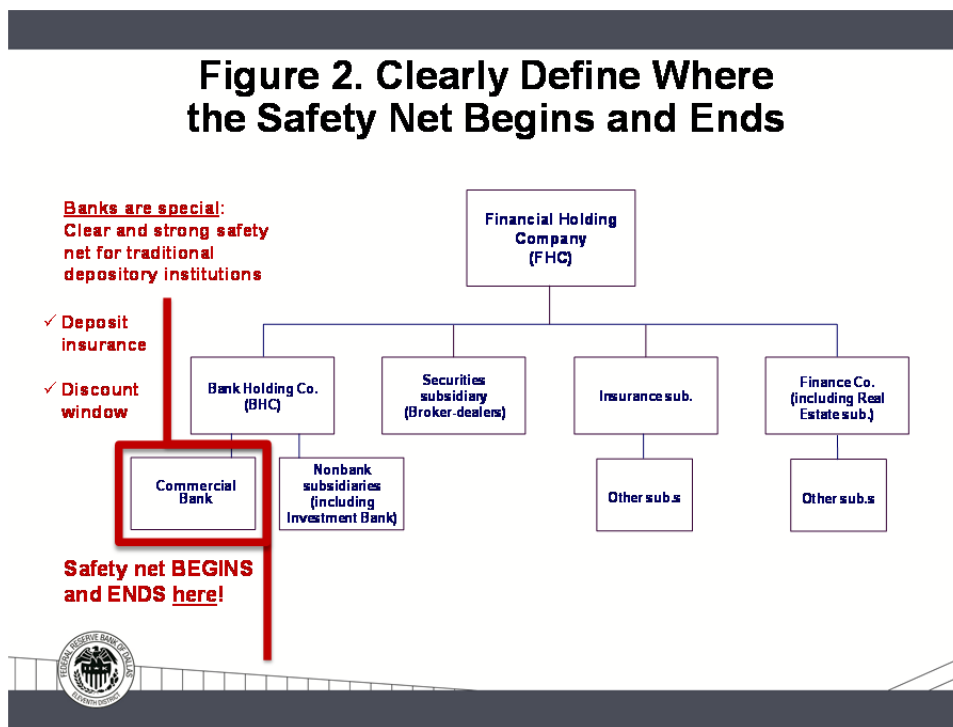 Figure 2. Clearly Define Where
the Safety Net Begins and Ends
Banks are special:
Clear and strong safety
net for traditional
depository institutions
✓ Deposit
insurance
✓ Discount
window
Financial Holding
Company
(FHC)
Bank Holding Co.
(BHC)
Securities
subsidiary
(Broker-dealers)
Insurance sub.
Finance Co.
(including Real
Estate sub.)
Commercial
Bank
Nonbank
subsidiaries
(including
Investment Bank)
Other sub.s
Other sub.s
Safety net BEGINS
and ENDS here!
FEDERAL RESERVE BANK OF DALLAS
ELEVENTH DISTRICT